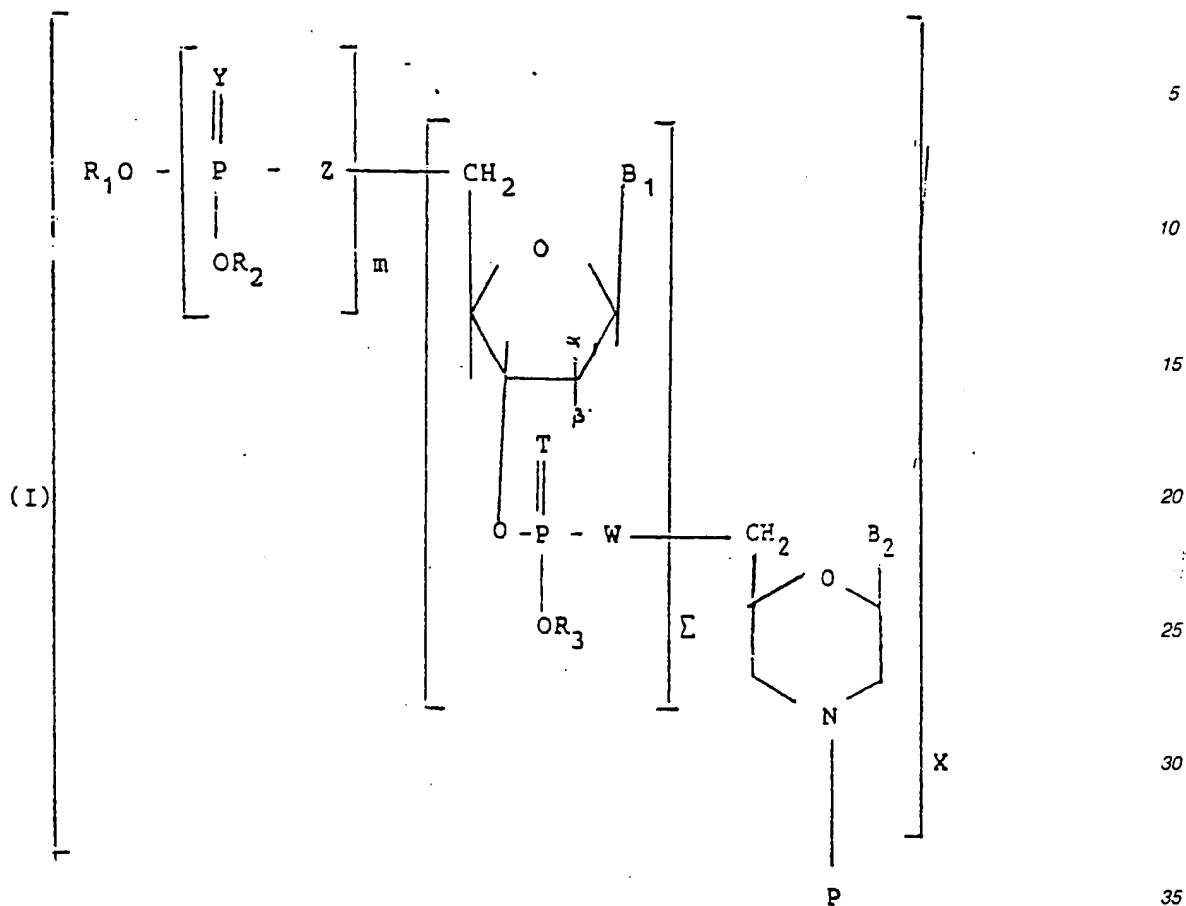 5
Y
R₁O - P - Z CH₂ B₁
10
O
OR₂ m
α
15
β
T
(I) 20
O - P - W CH₂ B₂
O
OR₃ Σ 25
N
X 30
P 35